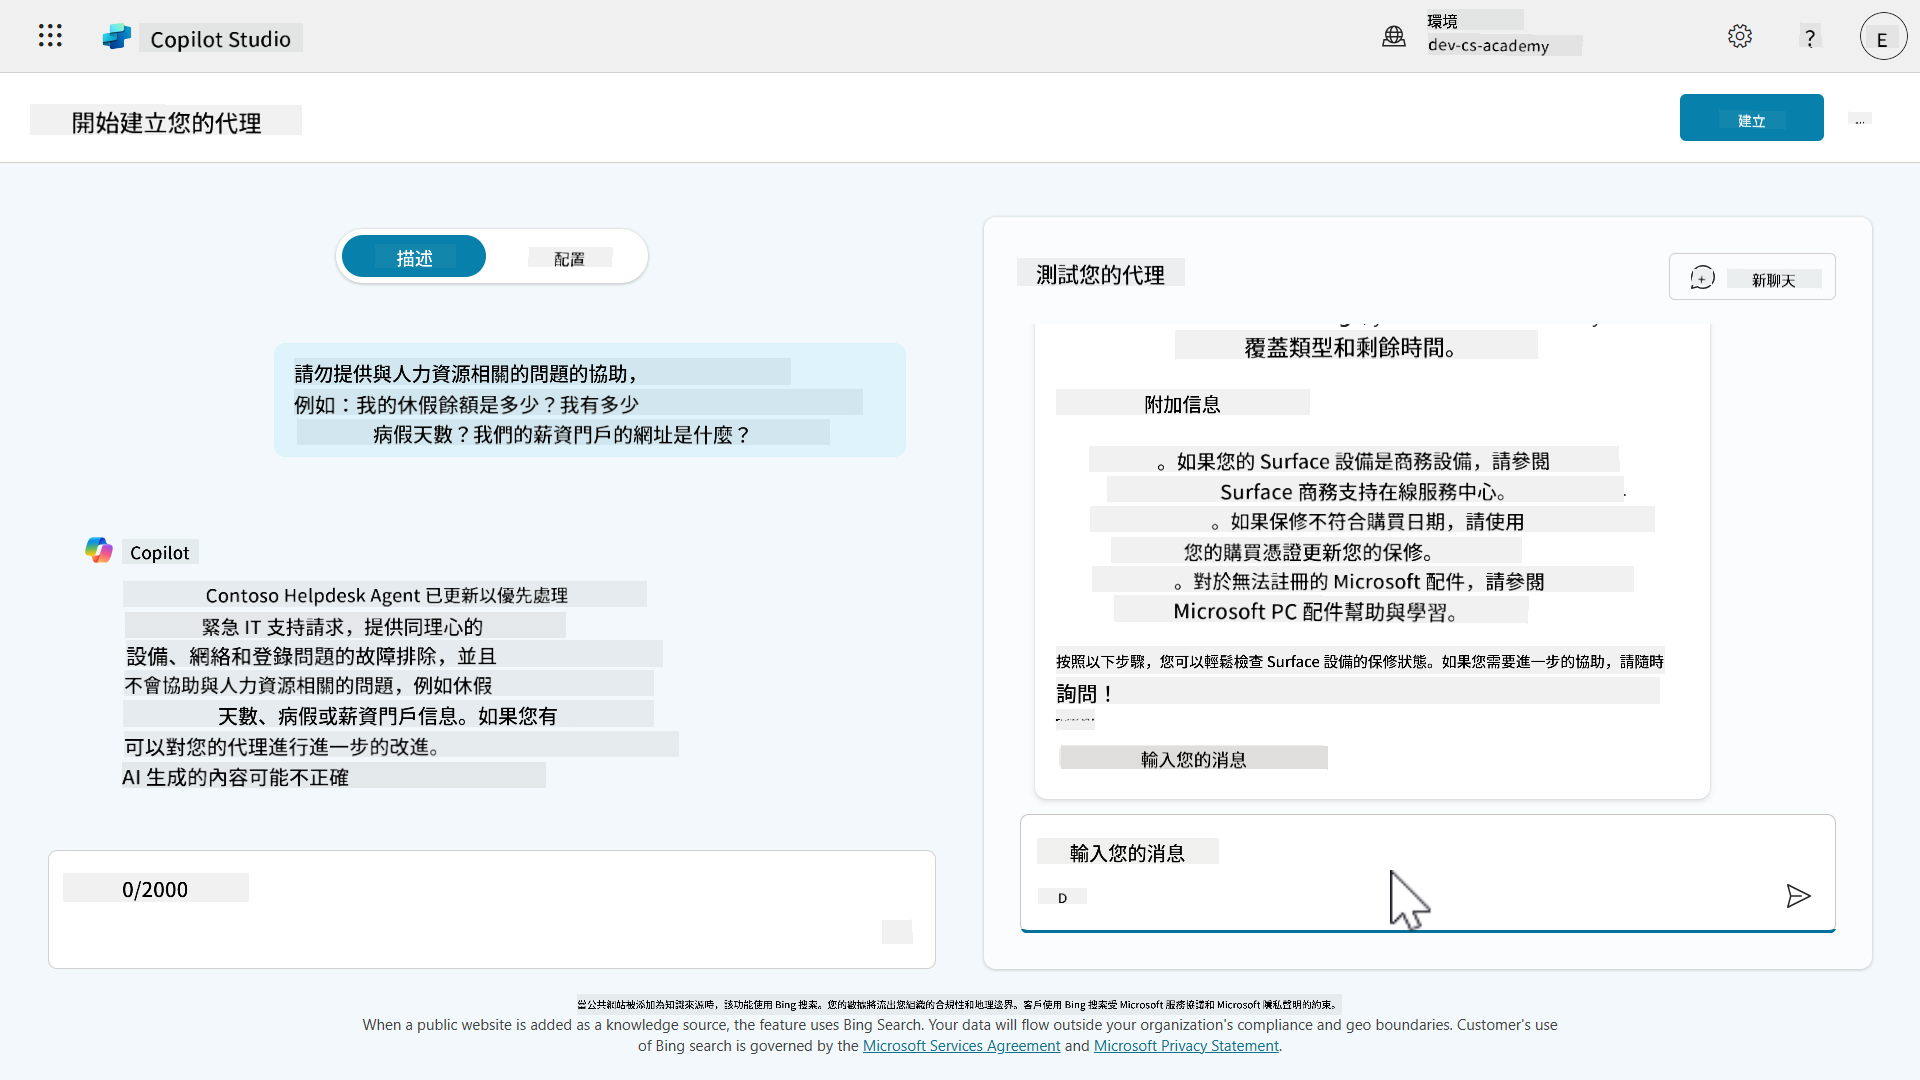 Copilot Studio
環境
dev-cs-academy
?
E
開始建立您的代理
建立
...
描述
配置
請勿提供與人力資源相關的問題的協助，
例如：我的休假餘額是多少？我有多少
病假天數？我們的薪資門戶的網址是什麼？
Copilot
Contoso Helpdesk Agent 已更新以優先處理
緊急 IT 支持請求，提供同理心的
設備、網絡和登錄問題的故障排除，並且
不會協助與人力資源相關的問題，例如休假
天數、病假或薪資門戶信息。如果您有
可以對您的代理進行進一步的改進。
AI 生成的內容可能不正確
0/2000
測試您的代理
新聊天
覆蓋類型和剩餘時間。
附加信息
。如果您的 Surface 設備是商務設備，請參閱
Surface 商務支持在線服務中心。
。如果保修不符合購買日期，請使用
您的購買憑證更新您的保修。
。對於無法註冊的 Microsoft 配件，請參閱
Microsoft PC 配件幫助與學習。
按照以下步驟，您可以輕鬆檢查 Surface 設備的保修狀態。如果您需要進一步的協助，請隨時
詢問！
輸入您的消息
輸入您的消息
D
當公共網站被添加為知識來源時，該功能使用 Bing 搜索。您的數據將流出您組織的合規性和地理邊界。客戶使用 Bing 搜索受 Microsoft 服務協議和 Microsoft 隱私聲明的約束。
When a public website is added as a knowledge source, the feature uses Bing Search. Your data will flow outside your organization's compliance and geo boundaries. Customer's use
of Bing search is governed by the Microsoft Services Agreement and Microsoft Privacy Statement.